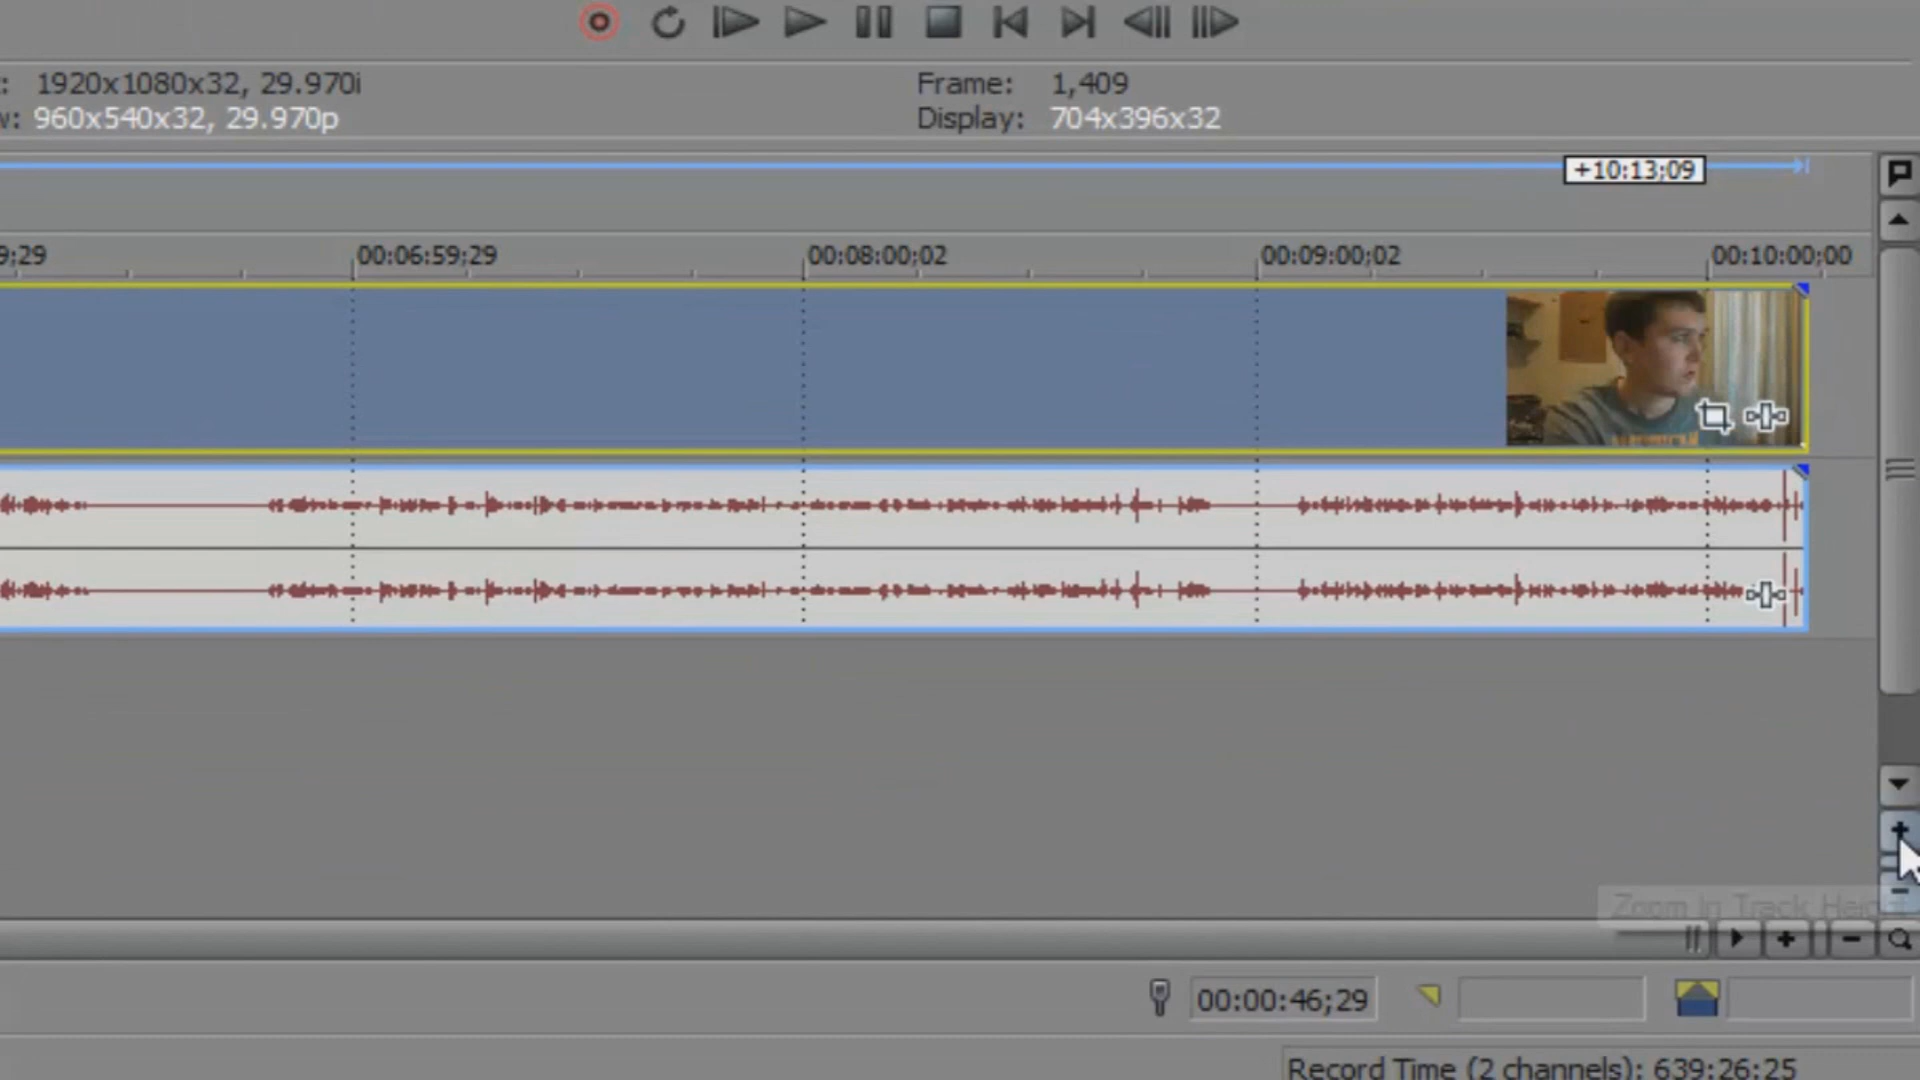 : 1920x1080x32, 29.970i
Frame: 1,409
w: 960x540x32, 29.970p
Display: 704x396x32
+10:13;09
9;29
00:06:59;29
00:08:00;02
00:09:00;02
00:10:00;00
Zoom In Track Height
00:00:46;29
Record Time (2 channels): 639:26:25